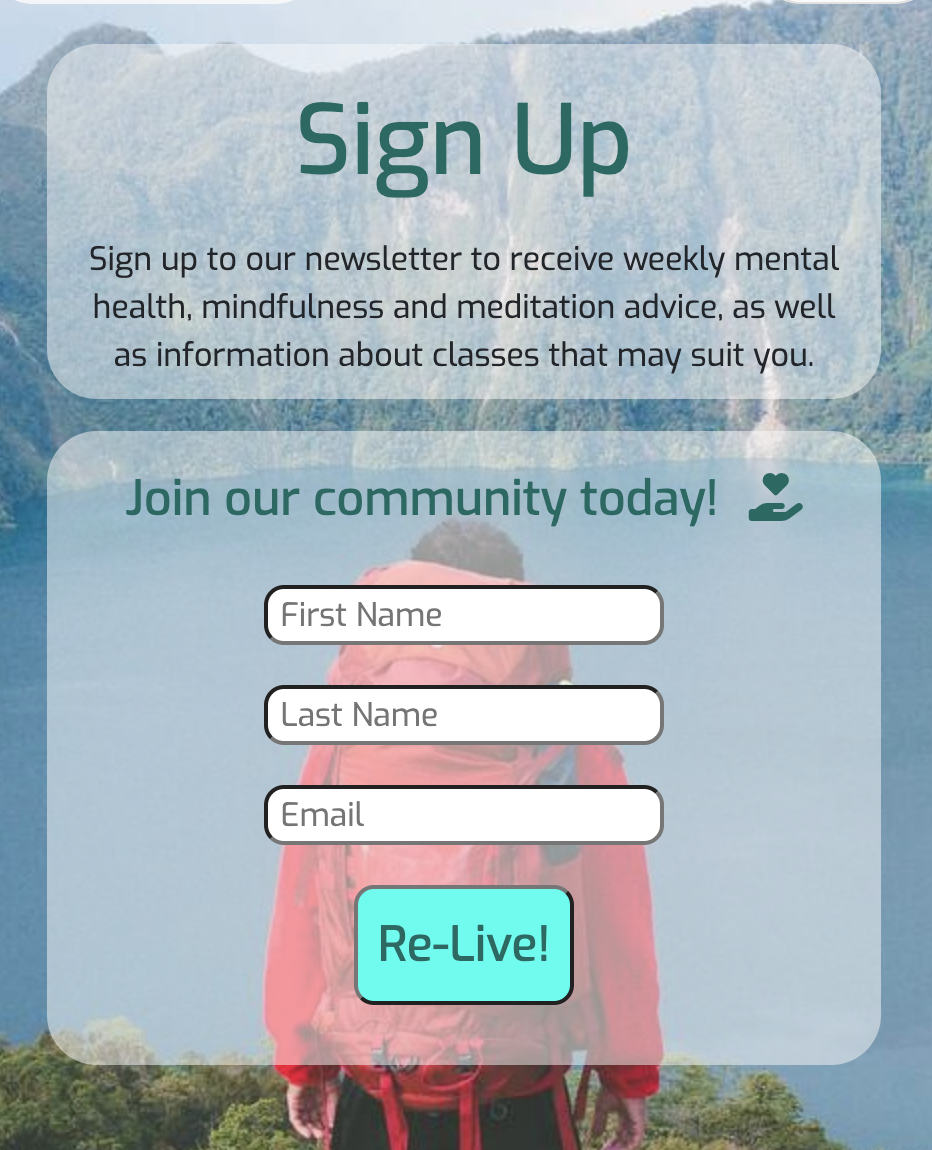 Sign Up
Sign up to our newsletter to receive weekly mental
health, mindfulness and meditation advice, as well
as information about classes that may suit you.
Join our community today!
First Name
Last Name
Email
Re-Live!